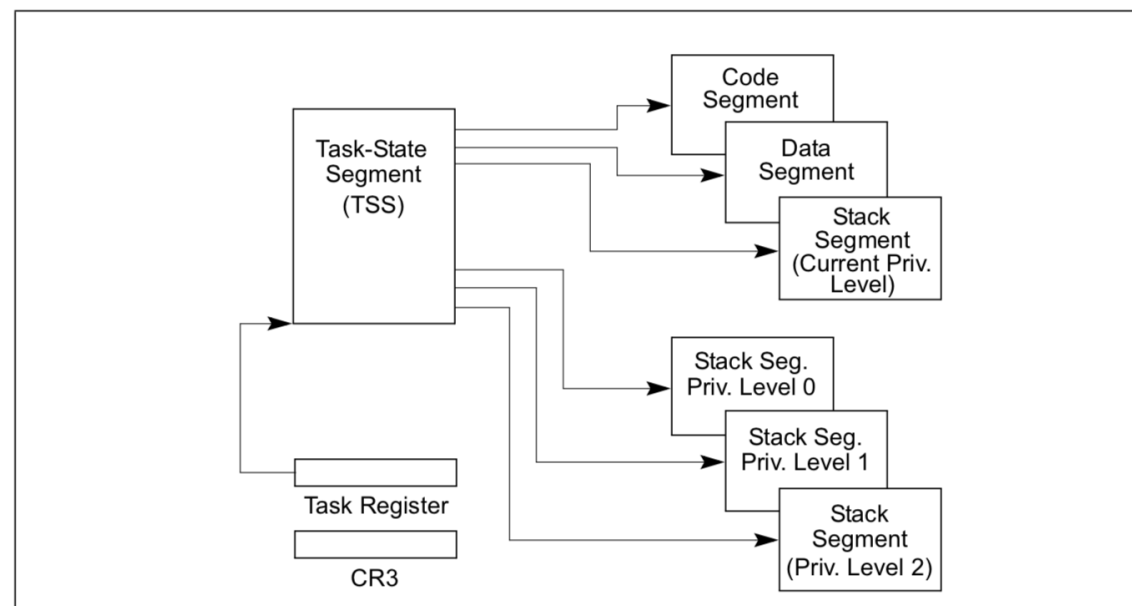 Task-State
Segment
(TSS)
Code
Segment
Data
Segment
Stack
Segment
(Current Priv.
Level)
Stack Seg.
Priv. Level 0
Stack Seg.
Priv. Level 1
Stack
Segment
(Priv. Level 2)
Task Register
CR3